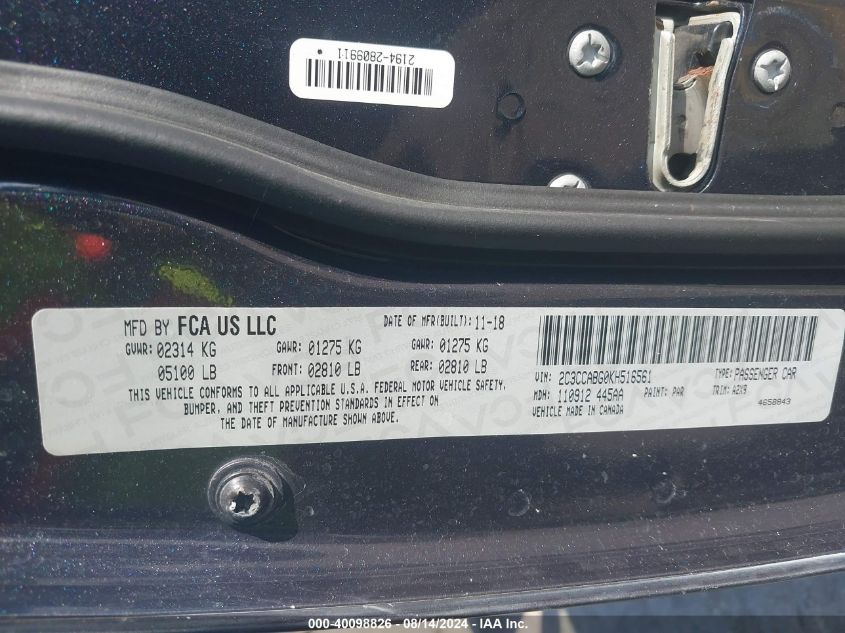 2194-2809911
MFD BY FCA US LLC
DATE OF MFR(BUILT): 11-18
GVWR: 02314 KG GAWR: 01275 KG GAWR: 01275 KG
05100 LB FRONT: 02810 LB REAR: 02810 LB
THIS VEHICLE CONFORMS TO ALL APPLICABLE U.S.A. FEDERAL MOTOR VEHICLE SAFETY,
BUMPER, AND THEFT PREVENTION STANDARDS IN EFFECT ON
THE DATE OF MANUFACTURE SHOWN ABOVE.
VIN: 2C3CCABG0KH516561 TYPE: PASSENGER CAR
MDH: 110912 445AA PAINT: PAR TRIM: A2X9
VEHICLE MADE IN CANADA 4658843
000-40098826 - 08/14/2024 - IAA Inc.